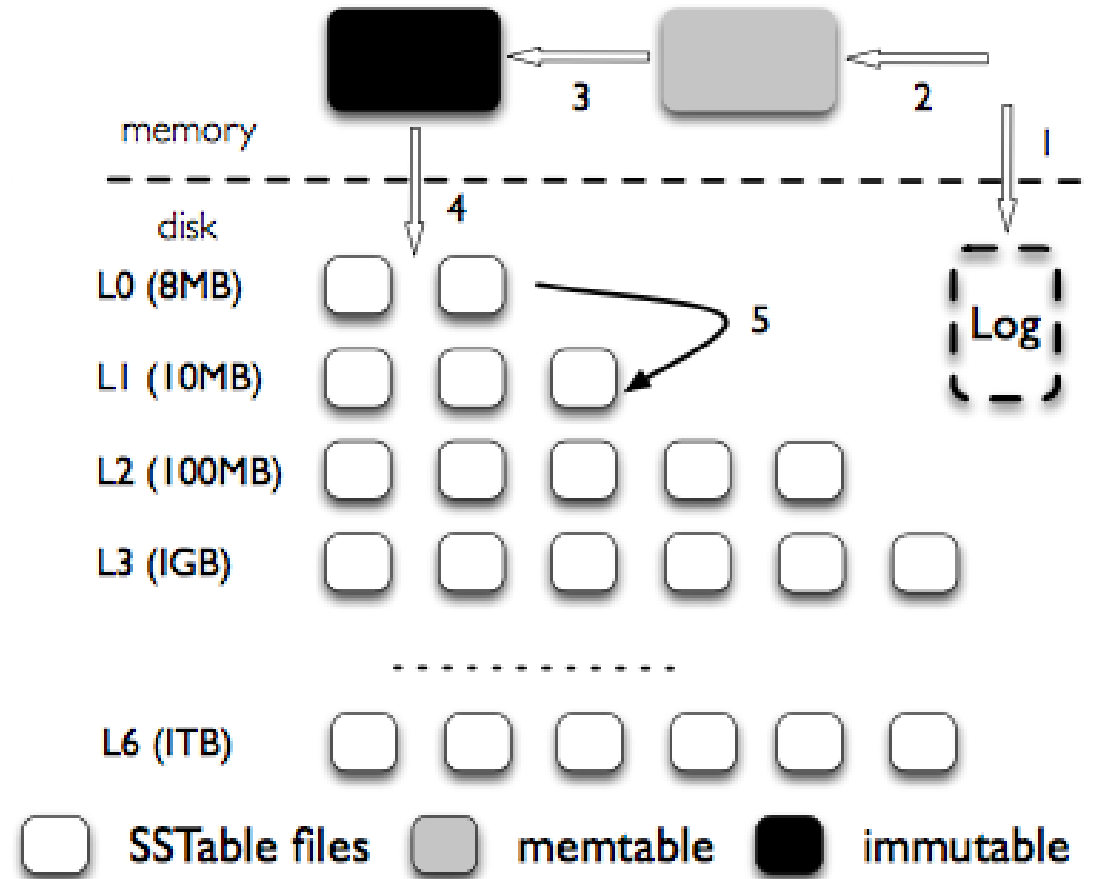 3
2
memory
1
4
disk
L0 (8MB)
5
Log
L1 (10MB)
L2 (100MB)
L3 (1GB)
L6 (1TB)
SSTable files
memtable
immutable